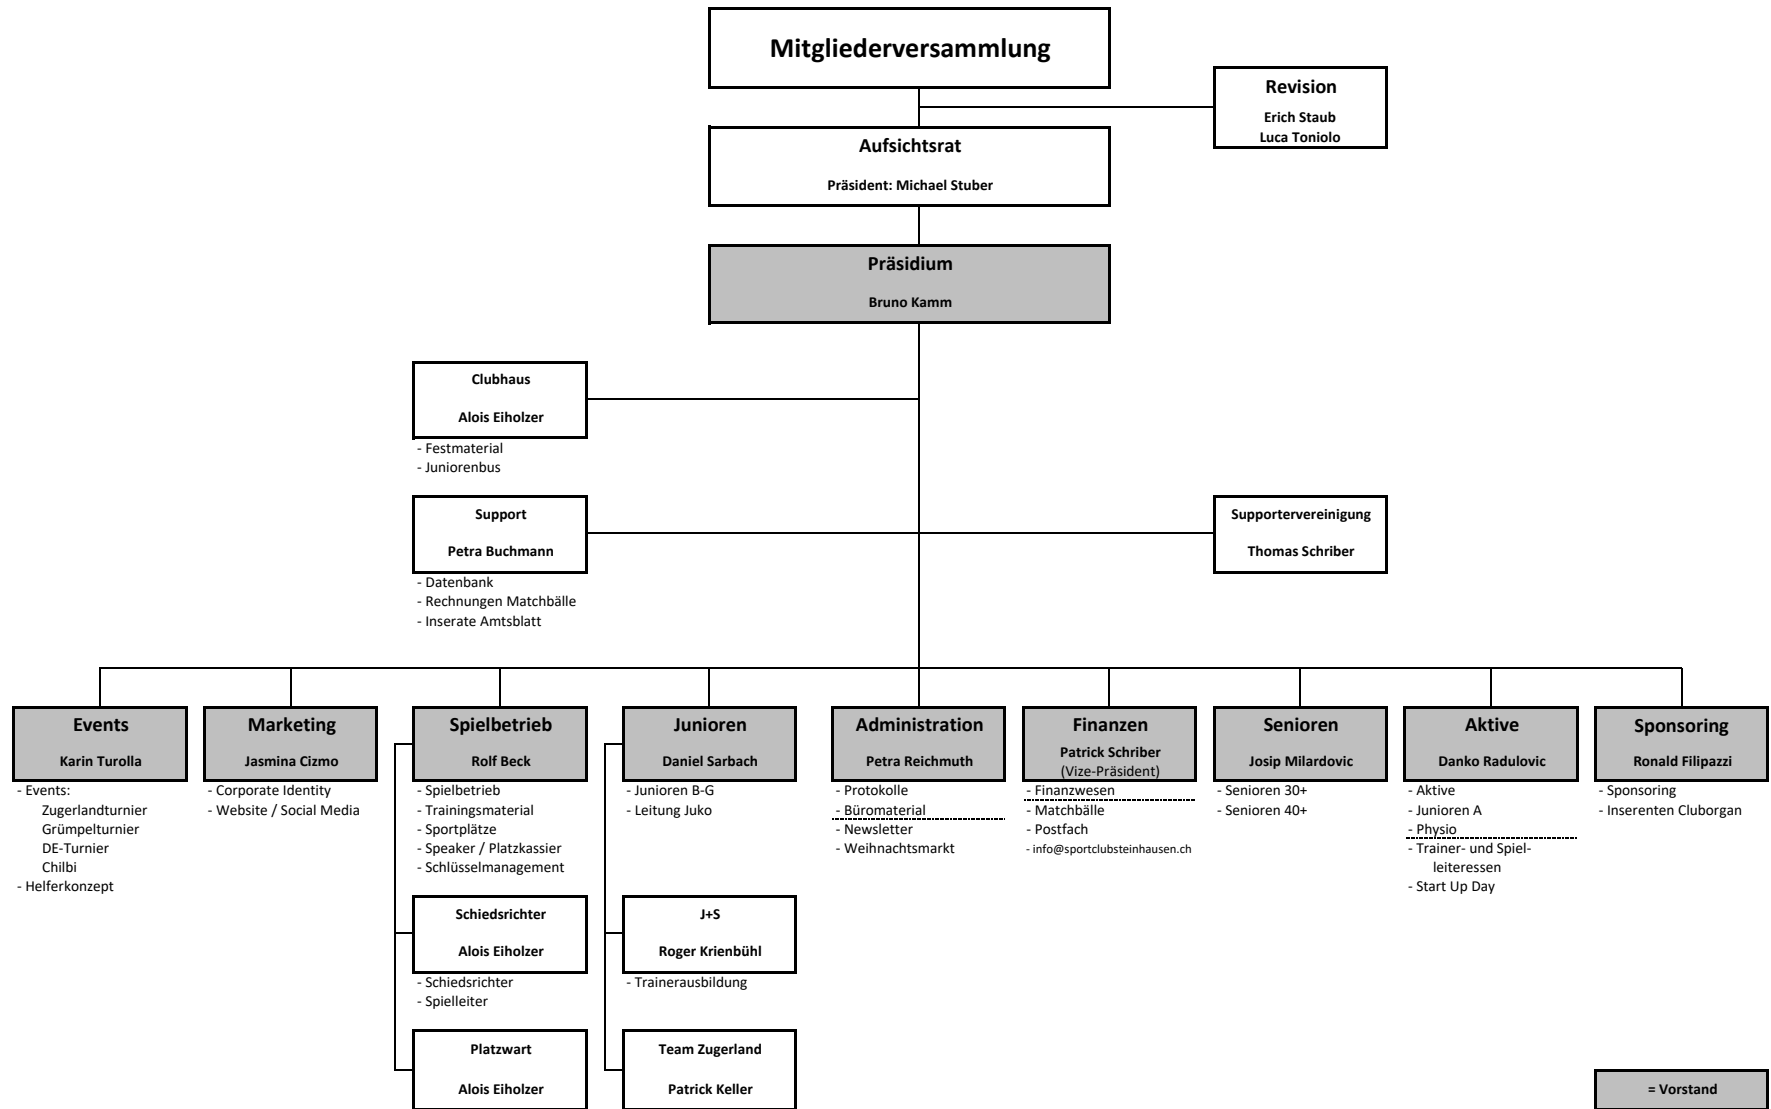 Mitgliederversammlung
Revision
Erich Staub
Luca Toniolo
Aufsichtsrat
Präsident: Michael Stuber
Präsidium
Bruno Kamm
Clubhaus
Alois Eiholzer
- Festmaterial
- Juniorenbus
Support
Petra Buchmann
- Datenbank
- Rechnungen Matchbälle
- Inserate Amtsblatt
Supportervereinigung
Thomas Schriber
Events
Karin Turolla
- Events:
Zugerlandturnier
Grümpelturnier
DE-Turnier
Chilbi
- Helferkonzept
Marketing
Jasmina Cizmo
- Corporate Identity
- Website / Social Media
Spielbetrieb
Rolf Beck
- Spielbetrieb
- Trainingsmaterial
- Sportplätze
- Speaker / Platzkassier
- Schlüsselmanagement
Schiedsrichter
Alois Eiholzer
- Schiedsrichter
- Spielleiter
Platzwart
Alois Eiholzer
Junioren
Daniel Sarbach
- Junioren B-G
- Leitung Juko
J+S
Roger Krienbühl
- Trainerausbildung
Team Zugerland
Patrick Keller
Administration
Petra Reichmuth
- Protokolle
- Büromaterial
- Newsletter
- Weihnachtsmarkt
Finanzen
Patrick Schriber
(Vize-Präsident)
- Finanzwesen
- Matchbälle
- Postfach
- info@sportclubsteinhausen.ch
Senioren
Josip Milardovic
- Senioren 30+
- Senioren 40+
Aktive
Danko Radulovic
- Aktive
- Junioren A
- Physio
- Trainer- und Spiel-
leiteressen
- Start Up Day
Sponsoring
Ronald Filipazzi
- Sponsoring
- Inserenten Cluborgan
= Vorstand